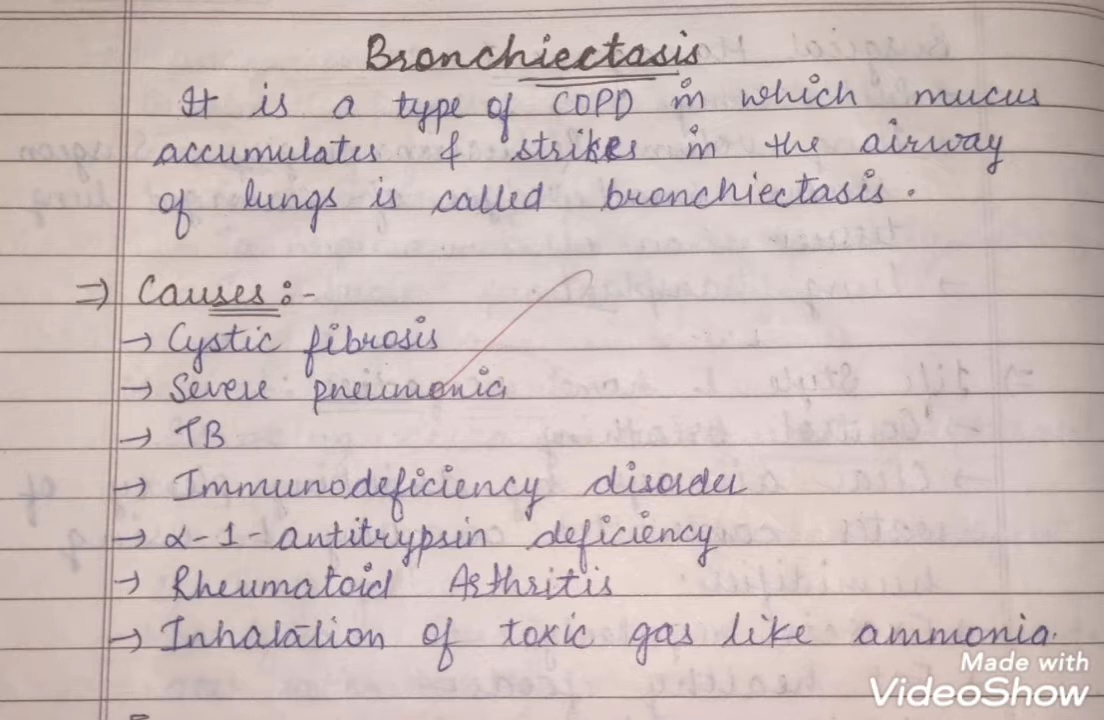 Bronchiectasis
It is a type of COPD in which mucus
accumulates & strikes in the airway
of lungs is called bronchiectasis.
⇒ Causes :-
→ Cystic fibrosis
→ Severe pneumonia
→ TB
→ Immunodeficiency disorder
→ α-1-antitrypsin deficiency
→ Rheumatoid Arthritis
→ Inhalation of toxic gas like ammonia.
Made with
VideoShow